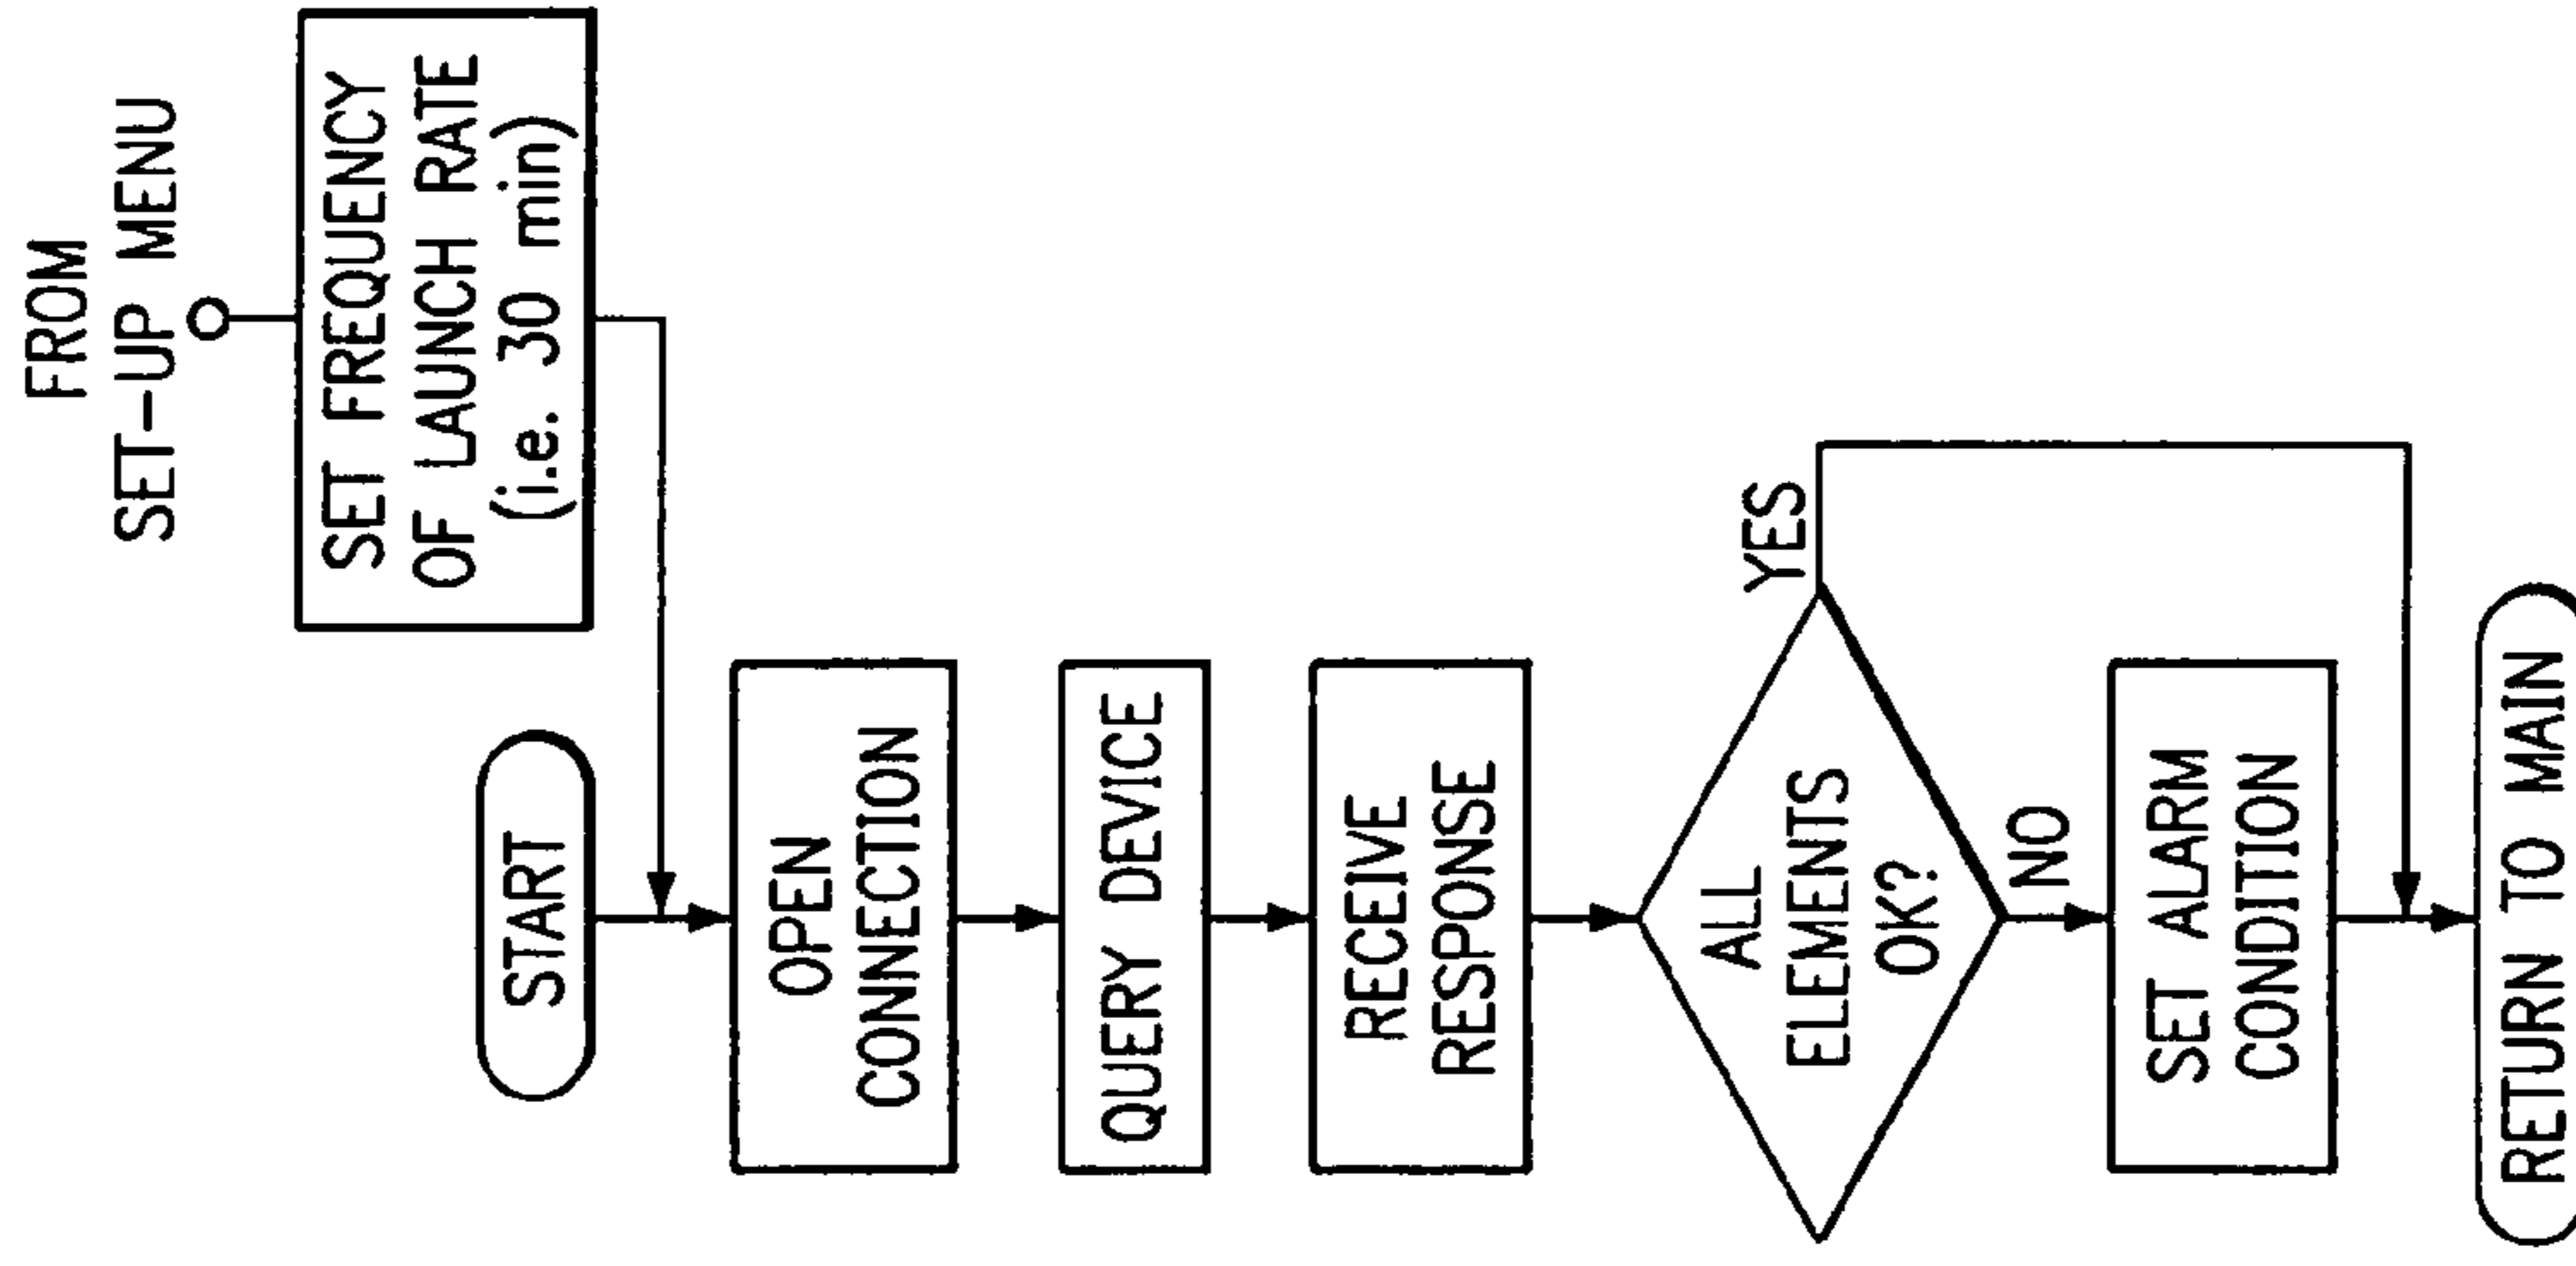 FROM
SET-UP MENU
SET FREQUENCY
OF LAUNCH RATE
(i.e. 30 min)
START
OPEN
CONNECTION
QUERY DEVICE
RECEIVE
RESPONSE
ALL
ELEMENTS
OK?
YES
NO
SET ALARM
CONDITION
RETURN TO MAIN